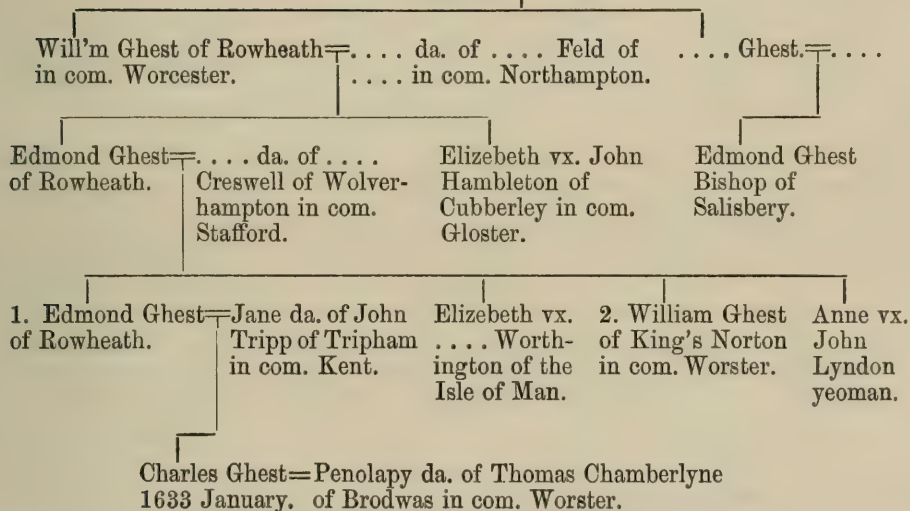 Will'm Ghest of Rowheath=. . . . da. of . . . . Feld of
in com. Worcester. . . . . in com. Northampton.
. . . . Ghest.=. . . .
Edmond Ghest=. . . . da. of . . . .
of Rowheath. Creswell of Wolver-
hampton in com.
Stafford.
Elizebeth vx. John
Hambleton of
Cubberley in com.
Gloster.
Edmond Ghest
Bishop of
Salisbery.
1. Edmond Ghest=Jane da. of John
of Rowheath. Tripp of Tripham
in com. Kent.
Elizebeth vx.
. . . . Worth-
ington of the
Isle of Man.
2. William Ghest
of King's Norton
in com. Worster.
Anne vx.
John
Lyndon
yeoman.
Charles Ghest=Penolapy da. of Thomas Chamberlyne
1633 January. of Brodwas in com. Worster.